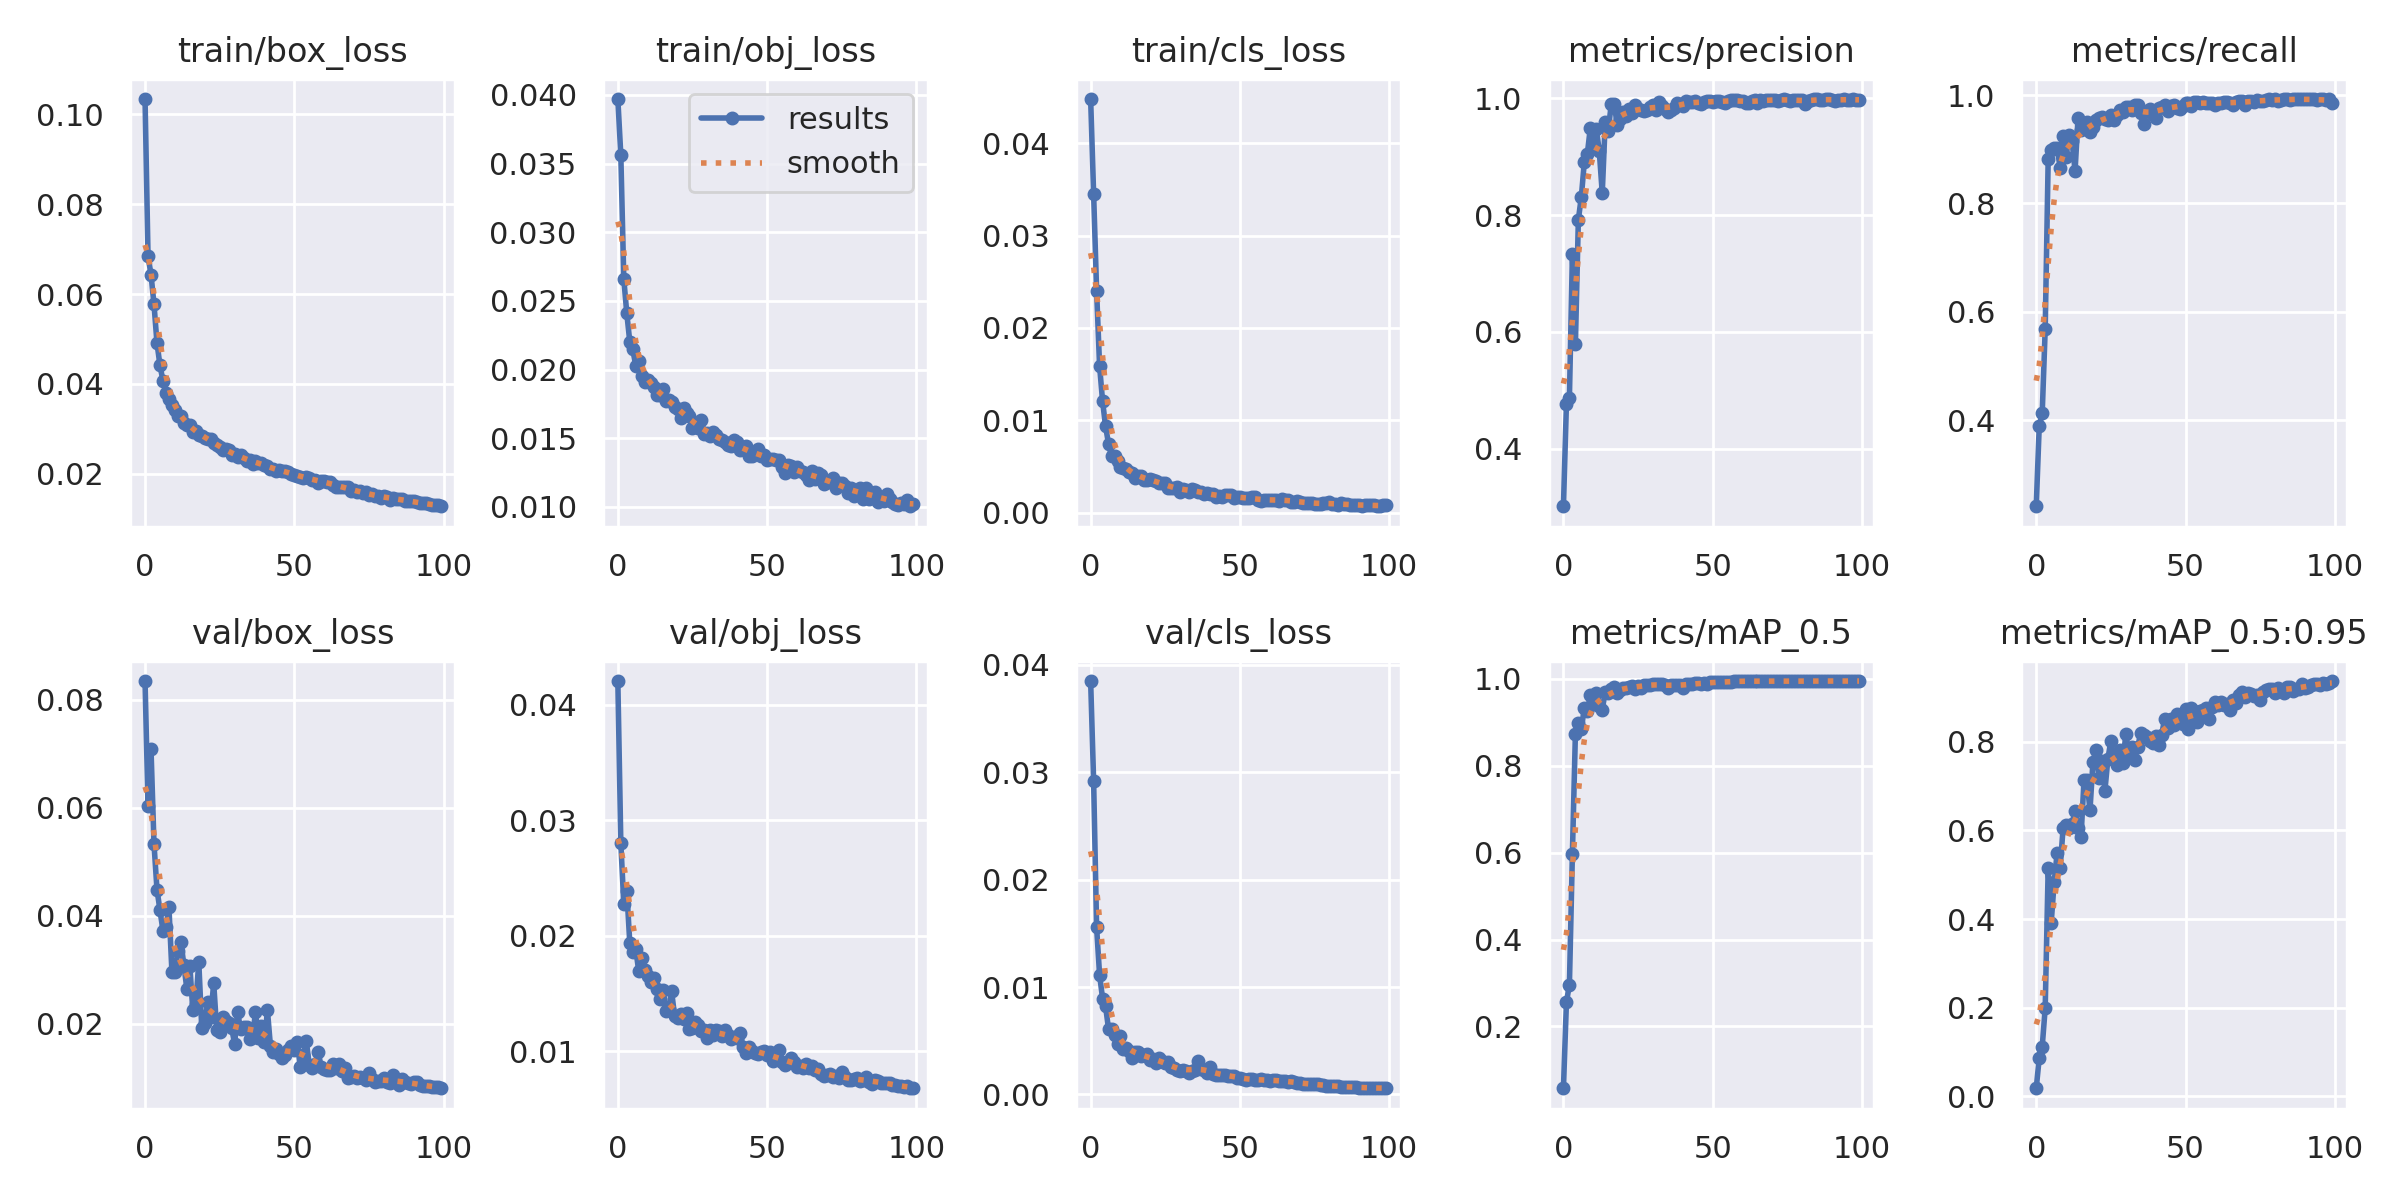 train/box_loss
train/obj_loss
train/cls_loss
metrics/precision
metrics/recall
0.10
0.08
0.06
0.04
0.02
0 50 100
0.040
0.035
0.030
0.025
0.020
0.015
0.010
results
smooth
0 50 100
0.04
0.03
0.02
0.01
0.00
0 50 100
1.0
0.8
0.6
0.4
0 50 100
1.0
0.8
0.6
0.4
0 50 100
val/box_loss
val/obj_loss
val/cls_loss
metrics/mAP_0.5
metrics/mAP_0.5:0.95
0.08
0.06
0.04
0.02
0 50 100
0.04
0.03
0.02
0.01
0 50 100
0.04
0.03
0.02
0.01
0.00
0 50 100
1.0
0.8
0.6
0.4
0.2
0 50 100
0.8
0.6
0.4
0.2
0.0
0 50 100